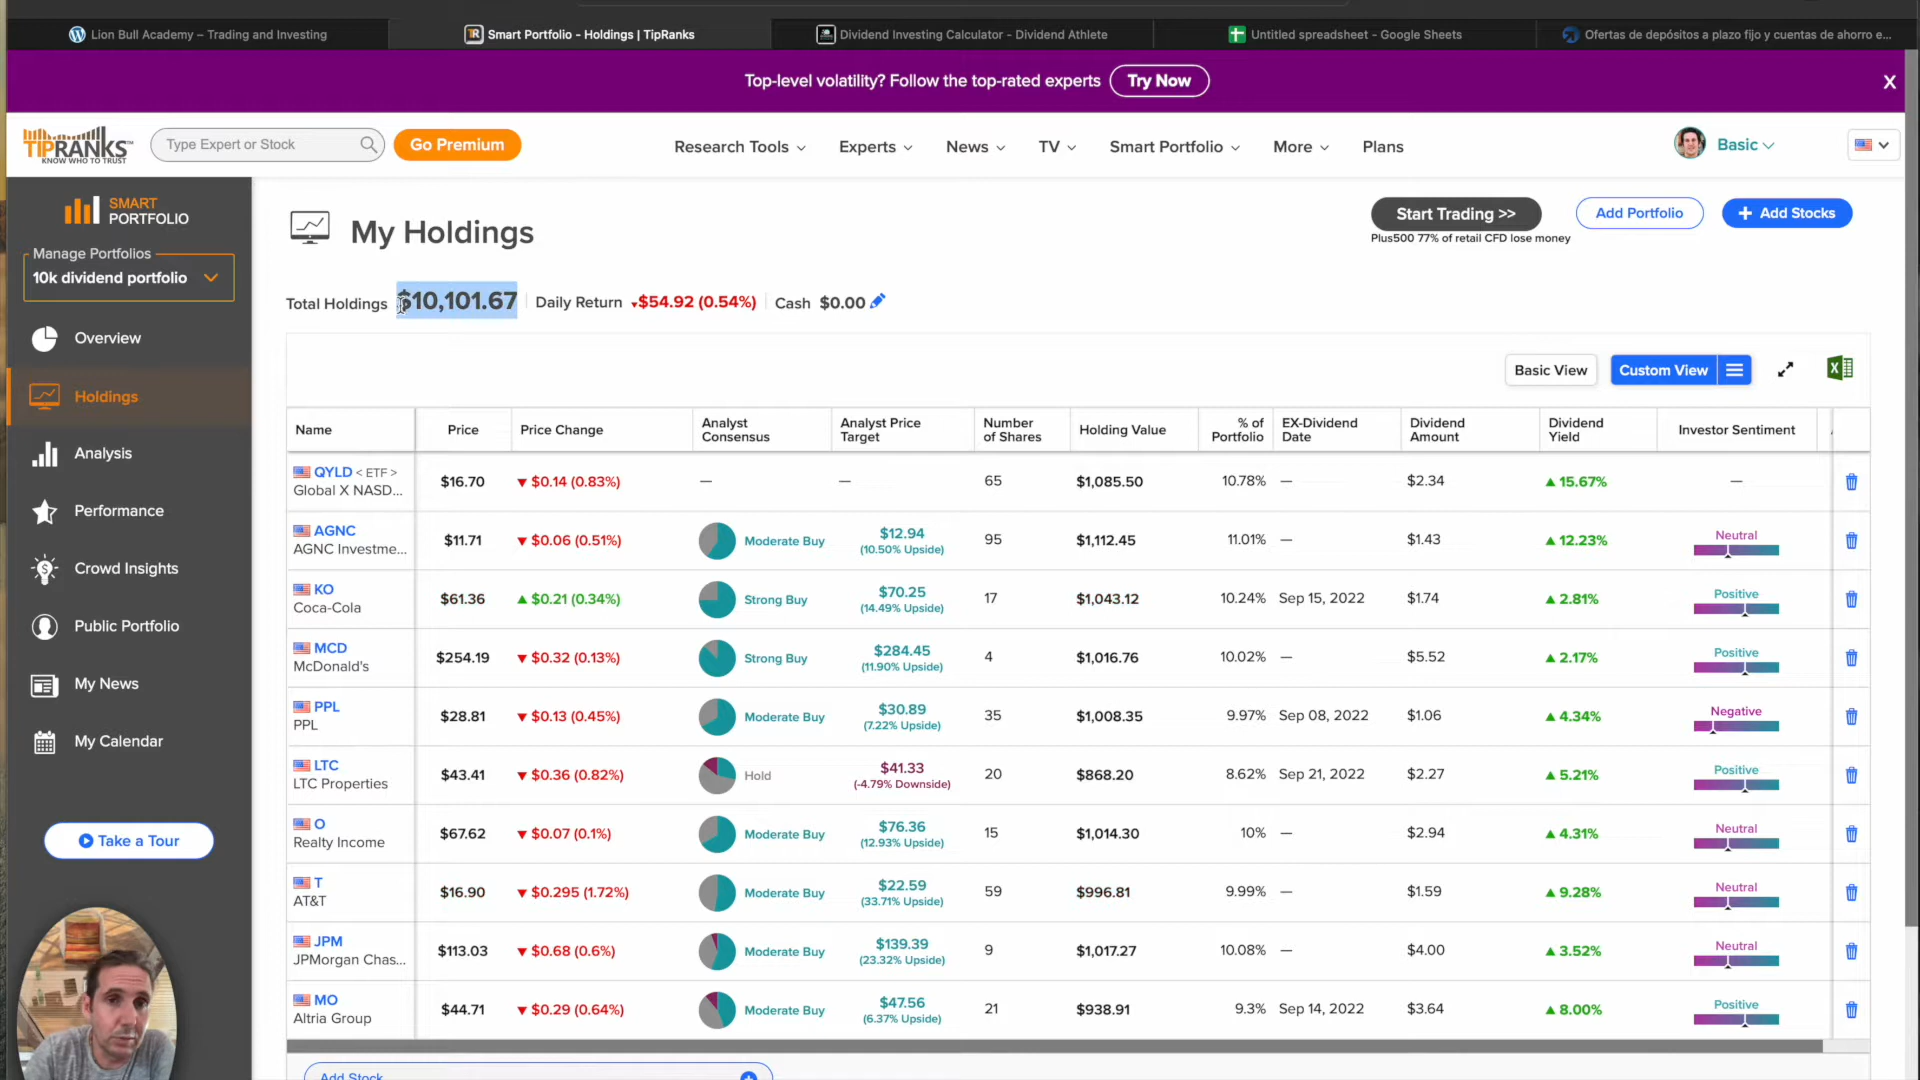 Lion Bull Academy – Trading and Investing
Smart Portfolio - Holdings | TipRanks
Dividend Investing Calculator - Dividend Athlete
Untitled spreadsheet - Google Sheets
Ofertas de depósitos a plazo fijo y cuentas de ahorro e...
Top-level volatility? Follow the top-rated experts Try Now X
TIPRANKS
KNOW WHO TO TRUST
Type Expert or Stock
Go Premium
Research Tools Experts News TV Smart Portfolio More Plans
Basic
SMART
PORTFOLIO
Manage Portfolios
10k dividend portfolio
Overview
Holdings
Analysis
Performance
Crowd Insights
Public Portfolio
My News
My Calendar
Take a Tour
My Holdings
Start Trading >>
Plus500 77% of retail CFD lose money
Add Portfolio
+ Add Stocks
Total Holdings $10,101.67 Daily Return ▾$54.92 (0.54%) Cash $0.00
Basic View Custom View
Name Price Price Change Analyst Consensus Analyst Price Target Number of Shares Holding Value % of Portfolio EX-Dividend Date Dividend Amount Dividend Yield Investor Sentiment
QYLD < ETF > $16.70 ▼ $0.14 (0.83%) — — 65 $1,085.50 10.78% — $2.34 ▲ 15.67% —
Global X NASD...
AGNC $11.71 ▼ $0.06 (0.51%) Moderate Buy $12.94 95 $1,112.45 11.01% — $1.43 ▲ 12.23% Neutral
AGNC Investme... (10.50% Upside)
KO $61.36 ▲ $0.21 (0.34%) Strong Buy $70.25 17 $1,043.12 10.24% Sep 15, 2022 $1.74 ▲ 2.81% Positive
Coca-Cola (14.49% Upside)
MCD $254.19 ▼ $0.32 (0.13%) Strong Buy $284.45 4 $1,016.76 10.02% — $5.52 ▲ 2.17% Positive
McDonald's (11.90% Upside)
PPL $28.81 ▼ $0.13 (0.45%) Moderate Buy $30.89 35 $1,008.35 9.97% Sep 08, 2022 $1.06 ▲ 4.34% Negative
PPL (7.22% Upside)
LTC $43.41 ▼ $0.36 (0.82%) Hold $41.33 20 $868.20 8.62% Sep 21, 2022 $2.27 ▲ 5.21% Positive
LTC Properties (-4.79% Downside)
O $67.62 ▼ $0.07 (0.1%) Moderate Buy $76.36 15 $1,014.30 10% — $2.94 ▲ 4.31% Neutral
Realty Income (12.93% Upside)
T $16.90 ▼ $0.295 (1.72%) Moderate Buy $22.59 59 $996.81 9.99% — $1.59 ▲ 9.28% Neutral
AT&T (33.71% Upside)
JPM $113.03 ▼ $0.68 (0.6%) Moderate Buy $139.39 9 $1,017.27 10.08% — $4.00 ▲ 3.52% Neutral
JPMorgan Chas... (23.32% Upside)
MO $44.71 ▼ $0.29 (0.64%) Moderate Buy $47.56 21 $938.91 9.3% Sep 14, 2022 $3.64 ▲ 8.00% Positive
Altria Group (6.37% Upside)
Add Stock